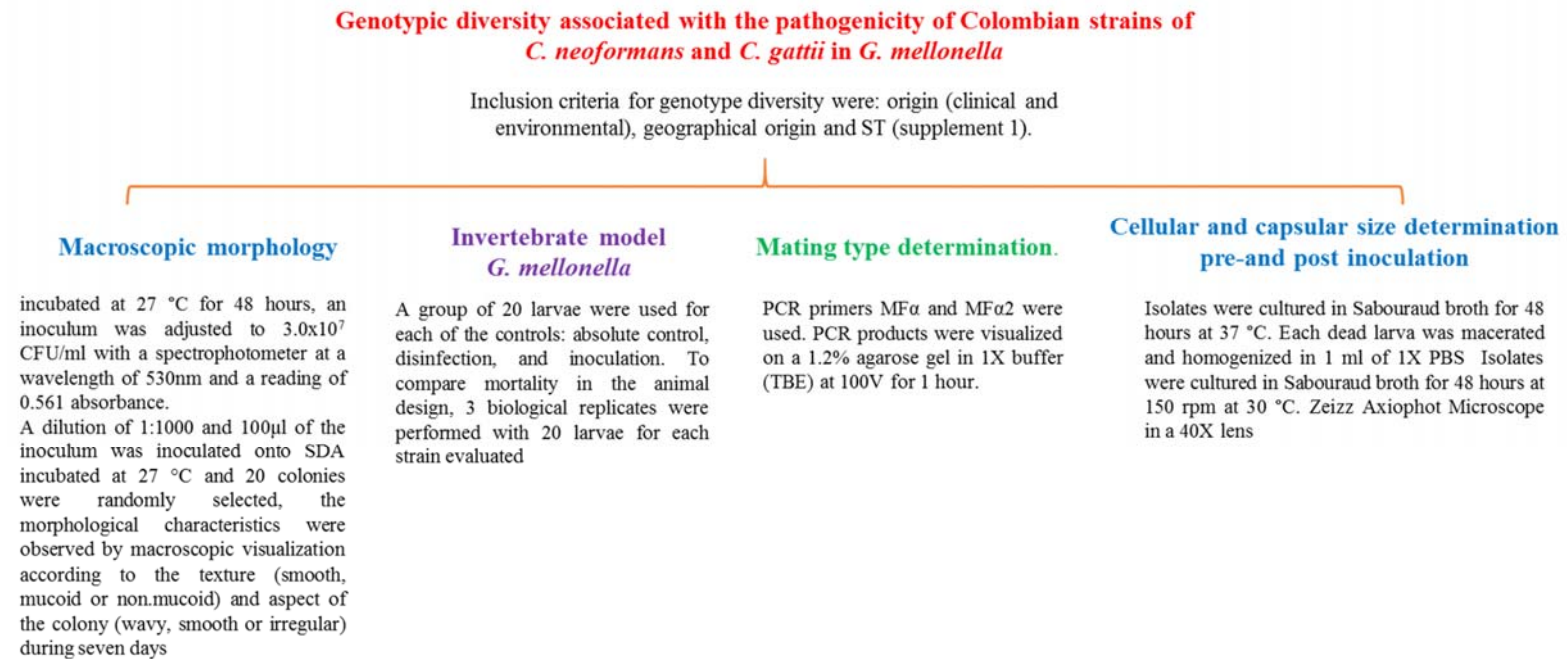 Genotypic diversity associated with the pathogenicity of Colombian strains of
C. neoformans and C. gattii in G. mellonella
Inclusion criteria for genotype diversity were: origin (clinical and
environmental), geographical origin and ST (supplement 1).
Macroscopic morphology
incubated at 27 °C for 48 hours, an
inoculum was adjusted to 3.0x10⁷
CFU/ml with a spectrophotometer at a
wavelength of 530nm and a reading of
0.561 absorbance.
A dilution of 1:1000 and 100µl of the
inoculum was inoculated onto SDA
incubated at 27 °C and 20 colonies
were randomly selected, the
morphological characteristics were
observed by macroscopic visualization
according to the texture (smooth,
mucoid or non.mucoid) and aspect of
the colony (wavy, smooth or irregular)
during seven days
Invertebrate model
G. mellonella
A group of 20 larvae were used for
each of the controls: absolute control,
disinfection, and inoculation. To
compare mortality in the animal
design, 3 biological replicates were
performed with 20 larvae for each
strain evaluated
Mating type determination.
PCR primers MFα and MFα2 were
used. PCR products were visualized
on a 1.2% agarose gel in 1X buffer
(TBE) at 100V for 1 hour.
Cellular and capsular size determination
pre-and post inoculation
Isolates were cultured in Sabouraud broth for 48
hours at 37 °C. Each dead larva was macerated
and homogenized in 1 ml of 1X PBS Isolates
were cultured in Sabouraud broth for 48 hours at
150 rpm at 30 °C. Zeizz Axiophot Microscope
in a 40X lens